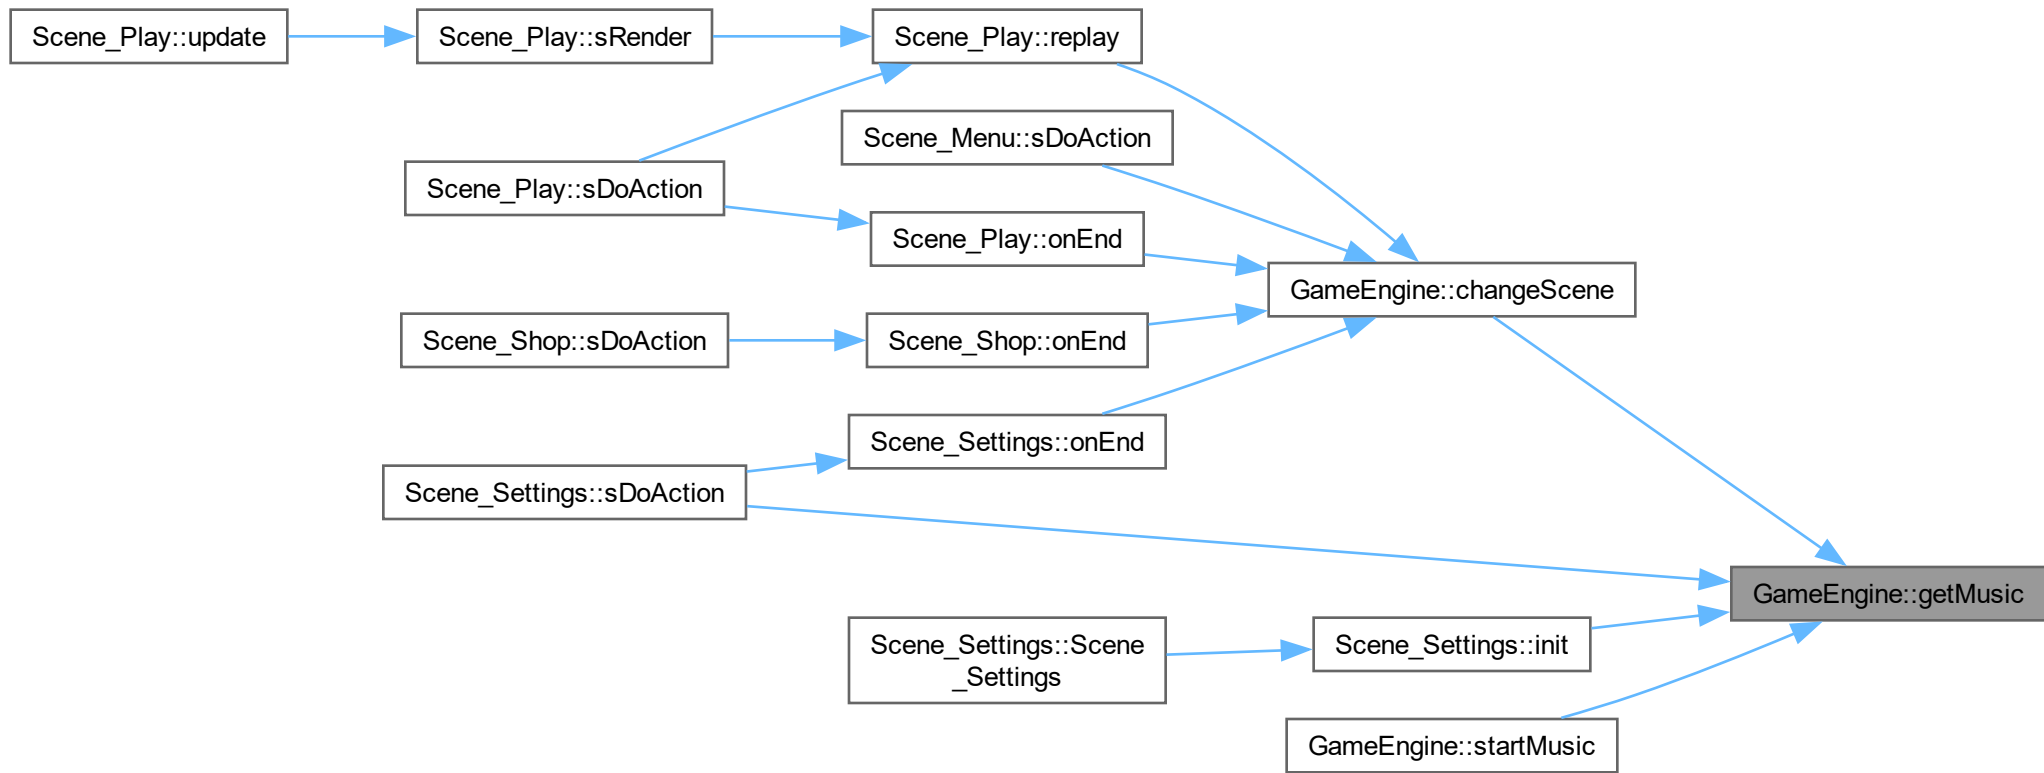 Scene_Play::update
Scene_Play::sRender
Scene_Play::replay
Scene_Menu::sDoAction
Scene_Play::sDoAction
Scene_Play::onEnd
GameEngine::changeScene
Scene_Shop::sDoAction
Scene_Shop::onEnd
Scene_Settings::onEnd
Scene_Settings::sDoAction
GameEngine::getMusic
Scene_Settings::Scene
_Settings
Scene_Settings::init
GameEngine::startMusic